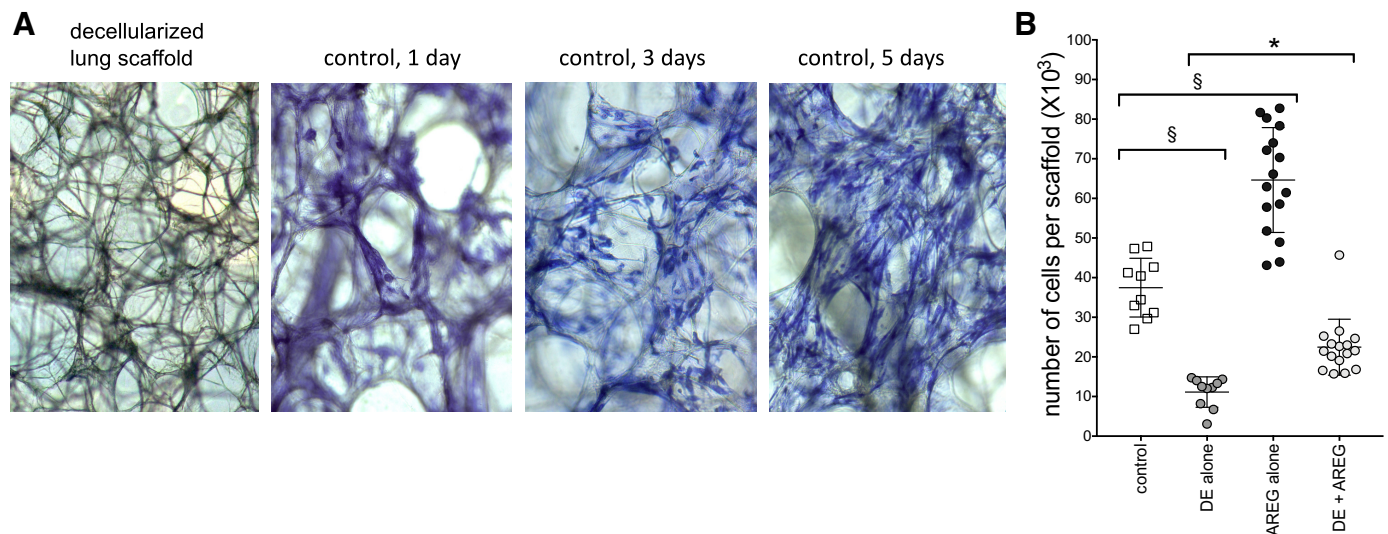 A
decellularized
lung scaffold
control, 1 day
control, 3 days
control, 5 days
B
number of cells per scaffold (X10³)
100
90
80
70
60
50
40
30
20
10
0
*
§
§
control
DE alone
AREG alone
DE + AREG